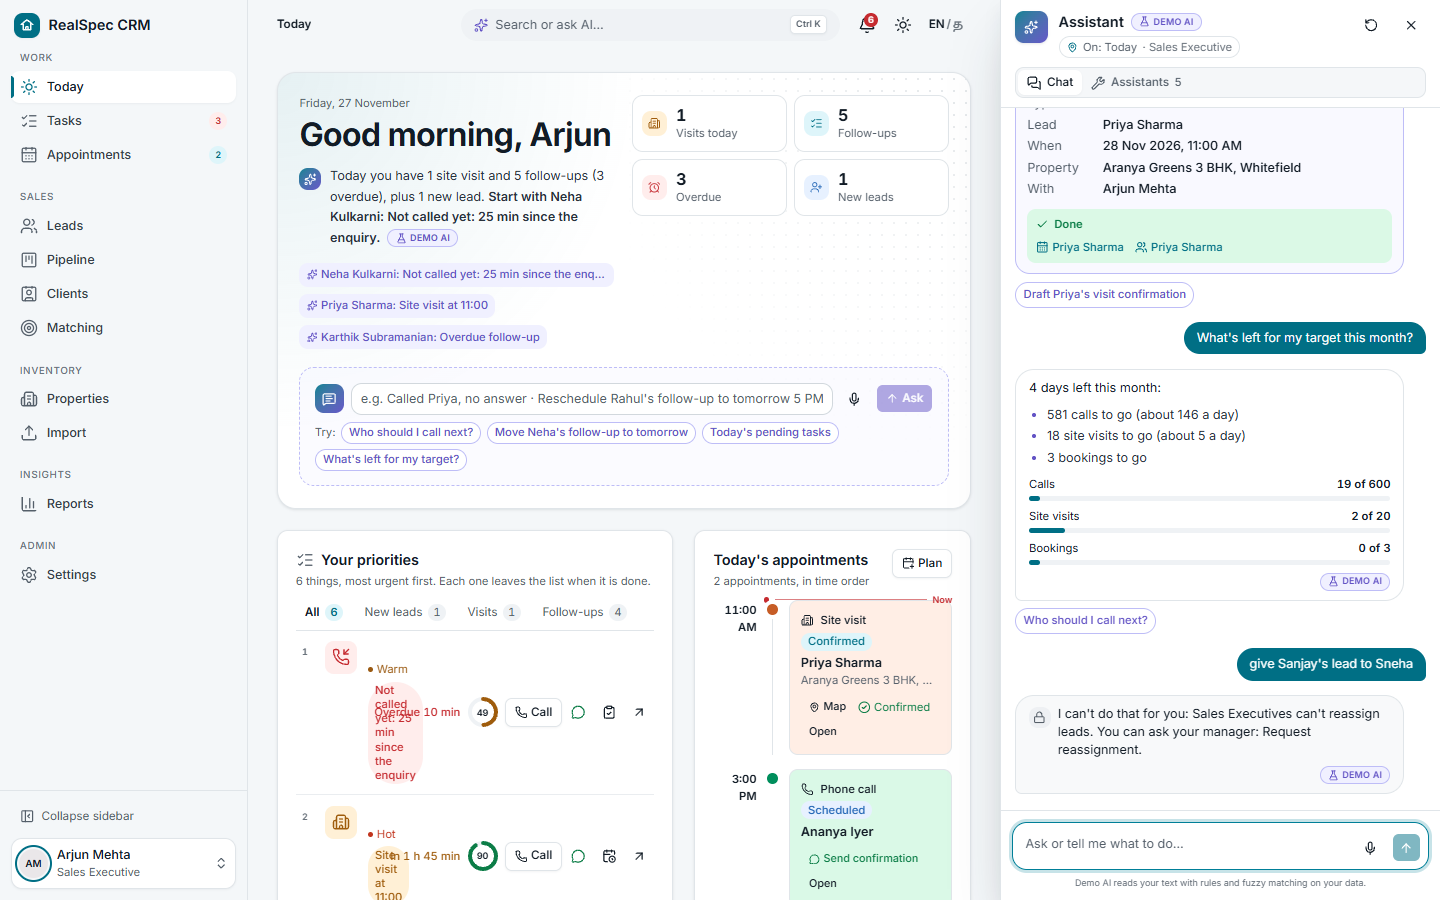 RealSpec CRM
WORK
Today
Tasks 3
Appointments 2
SALES
Leads
Pipeline
Clients
Matching
INVENTORY
Properties
Import
INSIGHTS
Reports
ADMIN
Settings
Collapse sidebar
AM
Arjun Mehta
Sales Executive
Today
Search or ask AI... Ctrl K
6
EN / த
Friday, 27 November
Good morning, Arjun
Today you have 1 site visit and 5 follow-ups (3
overdue), plus 1 new lead. Start with Neha
Kulkarni: Not called yet: 25 min since the
enquiry. DEMO AI
1
Visits today
5
Follow-ups
3
Overdue
1
New leads
Neha Kulkarni: Not called yet: 25 min since the enq...
Priya Sharma: Site visit at 11:00
Karthik Subramanian: Overdue follow-up
e.g. Called Priya, no answer · Reschedule Rahul's follow-up to tomorrow 5 PM
Ask
Try: Who should I call next? Move Neha's follow-up to tomorrow Today's pending tasks
What's left for my target?
Your priorities
6 things, most urgent first. Each one leaves the list when it is done.
All 6 New leads 1 Visits 1 Follow-ups 4
1
Warm
Not
called
yet: 25
min
since
the
enquiry
Overdue 10 min 49 Call
2
Hot
Site
visit
at
11:00
In 1 h 45 min 90 Call
Today's appointments
2 appointments, in time order
Plan
Now
11:00
AM
Site visit
Confirmed
Priya Sharma
Aranya Greens 3 BHK, ...
Map Confirmed
Open
3:00
PM
Phone call
Scheduled
Ananya Iyer
Send confirmation
Open
Assistant DEMO AI
On: Today · Sales Executive
Chat Assistants 5
Lead Priya Sharma
When 28 Nov 2026, 11:00 AM
Property Aranya Greens 3 BHK, Whitefield
With Arjun Mehta
Done
Priya Sharma Priya Sharma
Draft Priya's visit confirmation
What's left for my target this month?
4 days left this month:
• 581 calls to go (about 146 a day)
• 18 site visits to go (about 5 a day)
• 3 bookings to go
Calls 19 of 600
Site visits 2 of 20
Bookings 0 of 3
DEMO AI
Who should I call next?
give Sanjay's lead to Sneha
I can't do that for you: Sales Executives can't reassign
leads. You can ask your manager: Request
reassignment.
DEMO AI
Ask or tell me what to do...
Demo AI reads your text with rules and fuzzy matching on your data.